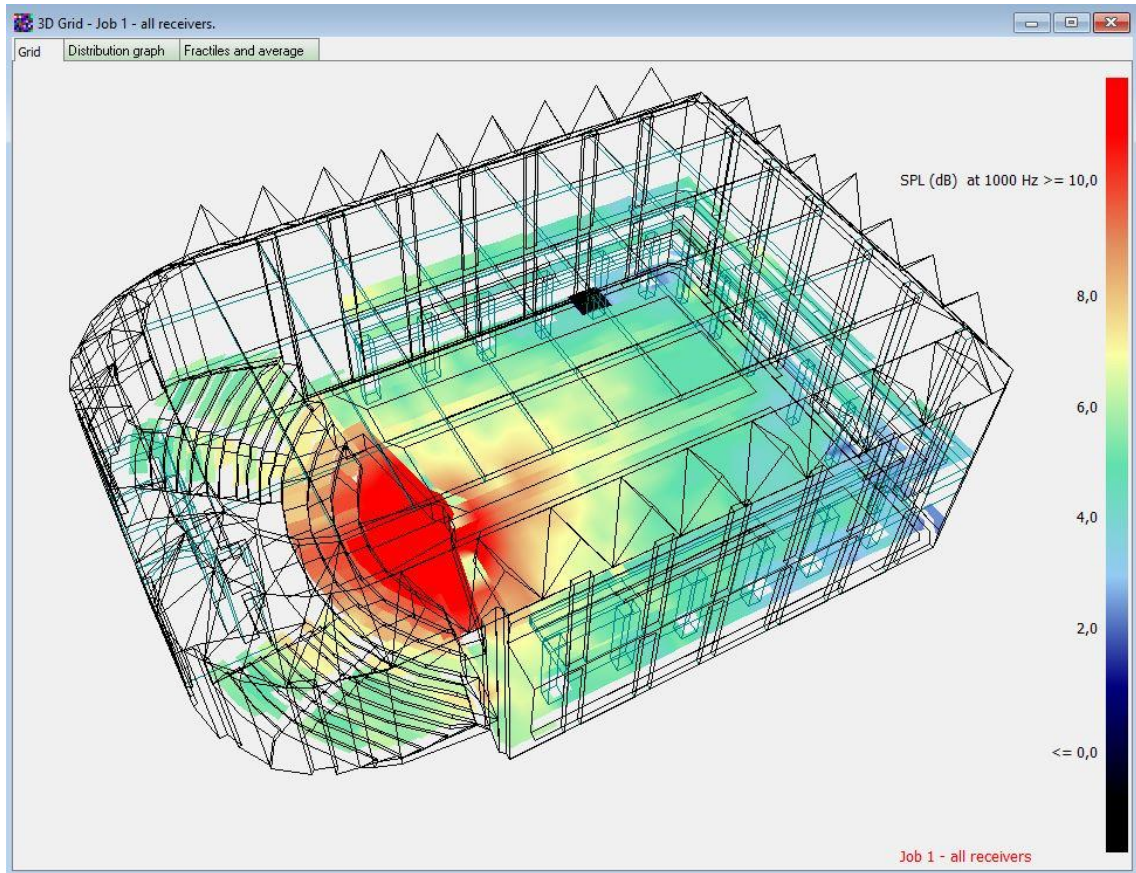 3D Grid - Job 1 - all receivers.
Grid
Distribution graph
Fractiles and average
SPL (dB) at 1000 Hz >= 10,0
8,0
6,0
4,0
2,0
<= 0,0
Job 1 - all receivers